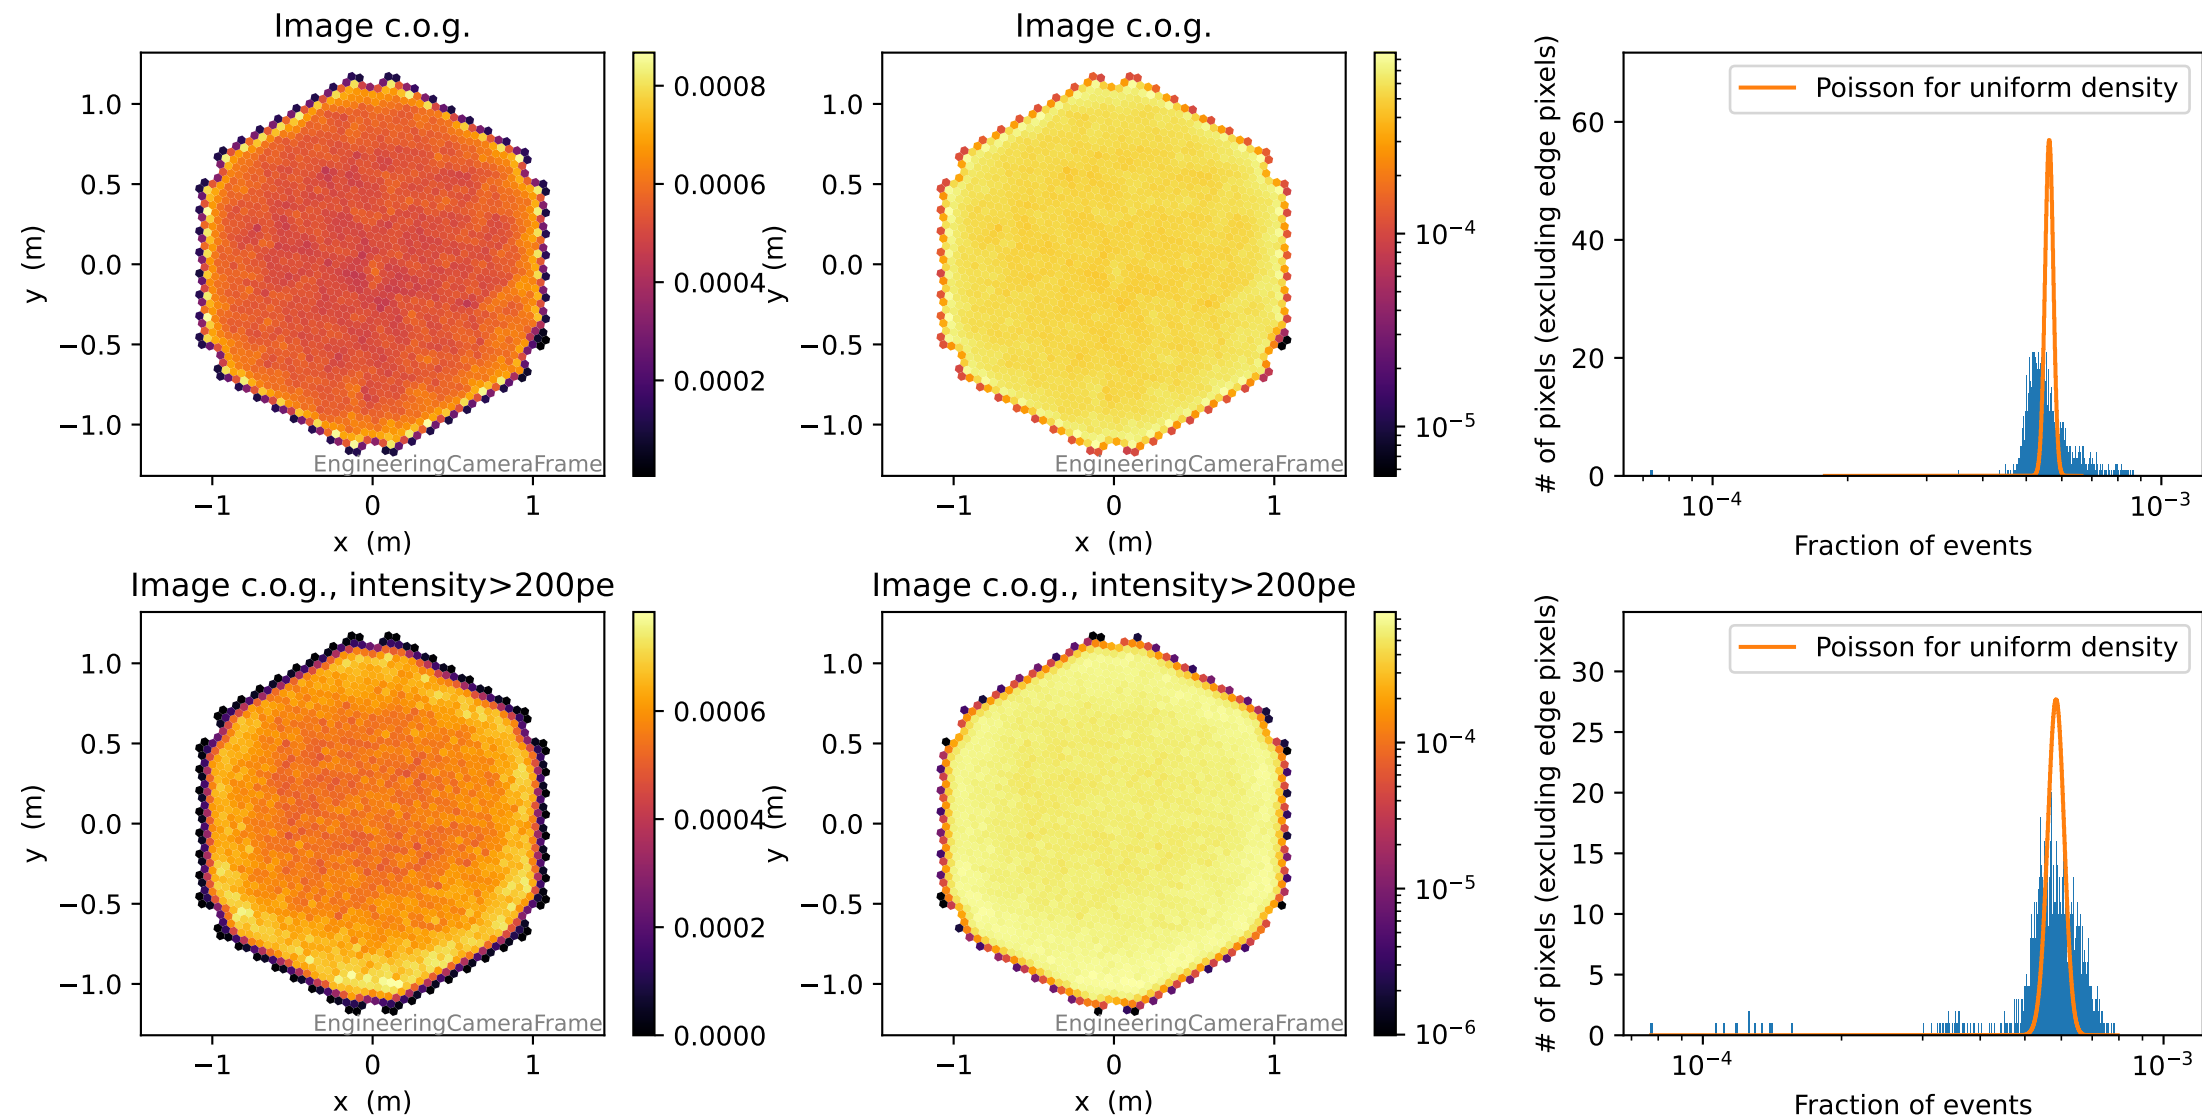 Image c.o.g.
1.0
0.5
0.0
−0.5
−1.0
y (m)
−1
0
1
x (m)
EngineeringCameraFrame
0.0008
0.0006
0.0004
0.0002
Image c.o.g.
1.0
0.5
0.0
−0.5
−1.0
y (m)
−1
0
1
x (m)
EngineeringCameraFrame
10⁻⁴
10⁻⁵
# of pixels (excluding edge pixels)
60
40
20
0
Poisson for uniform density
10⁻⁴
10⁻³
Fraction of events
Image c.o.g., intensity>200pe
1.0
0.5
0.0
−0.5
−1.0
y (m)
−1
0
1
x (m)
EngineeringCameraFrame
0.0006
0.0004
0.0002
0.0000
Image c.o.g., intensity>200pe
1.0
0.5
0.0
−0.5
−1.0
y (m)
−1
0
1
x (m)
EngineeringCameraFrame
10⁻⁴
10⁻⁵
10⁻⁶
# of pixels (excluding edge pixels)
30
25
20
15
10
5
0
Poisson for uniform density
10⁻⁴
10⁻³
Fraction of events